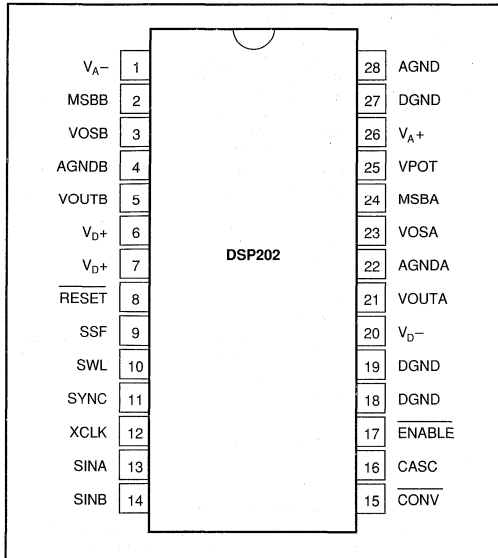 V_A– 1 28 AGND
MSBB 2 27 DGND
VOSB 3 26 V_A+
AGNDB 4 25 VPOT
VOUTB 5 24 MSBA
V_D+ 6 23 VOSA
V_D+ 7 DSP202 22 AGNDA
RESET 8 21 VOUTA
SSF 9 20 V_D–
SWL 10 19 DGND
SYNC 11 18 DGND
XCLK 12 17 ENABLE
SINA 13 16 CASC
SINB 14 15 CONV